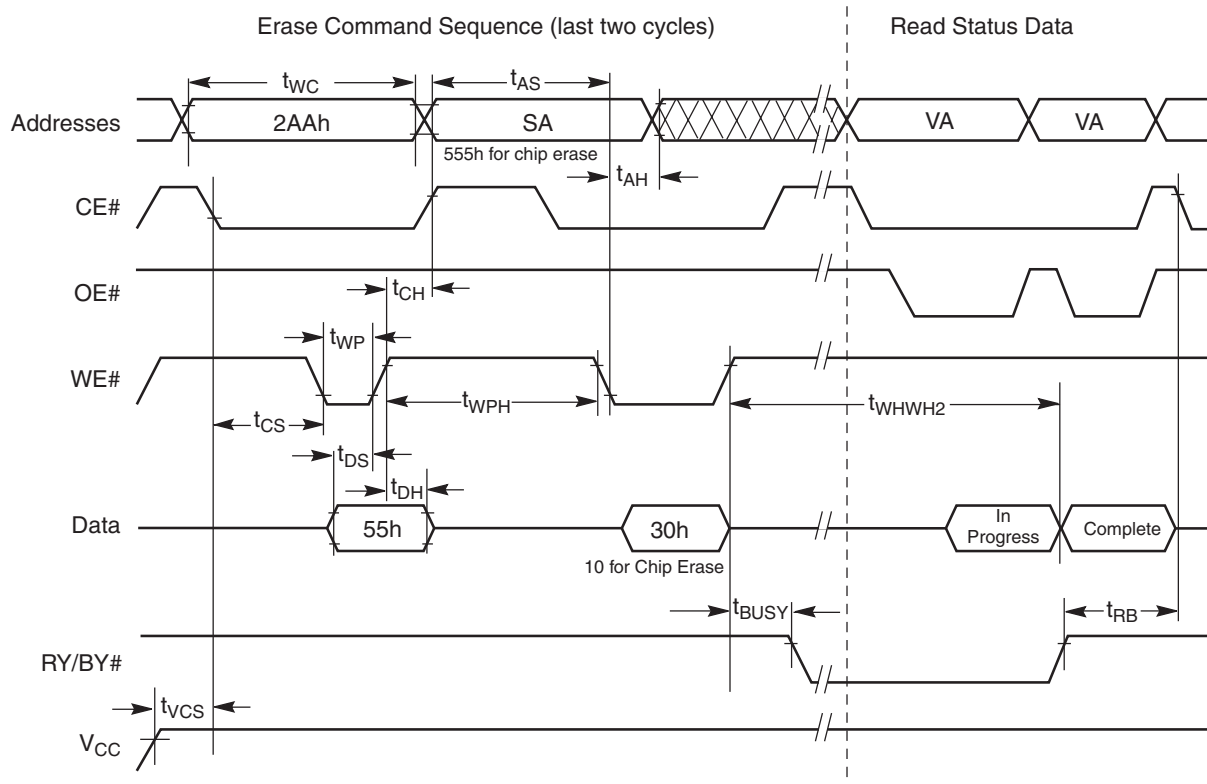 Erase Command Sequence (last two cycles)
Read Status Data
tWC
tAS
Addresses
2AAh
SA
VA
VA
555h for chip erase
tAH
CE#
OE#
tCH
tWP
WE#
tWPH
tWHWH2
tCS
tDS
tDH
Data
55h
30h
In
Progress
Complete
10 for Chip Erase
tBUSY
tRB
RY/BY#
tVCS
VCC